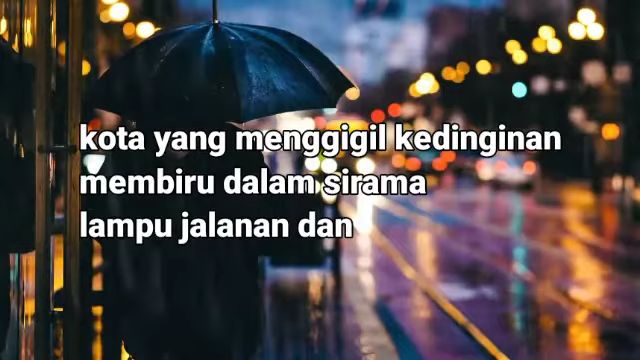 kota yang menggigil kedinginan
membiru dalam sirama
lampu jalanan dan